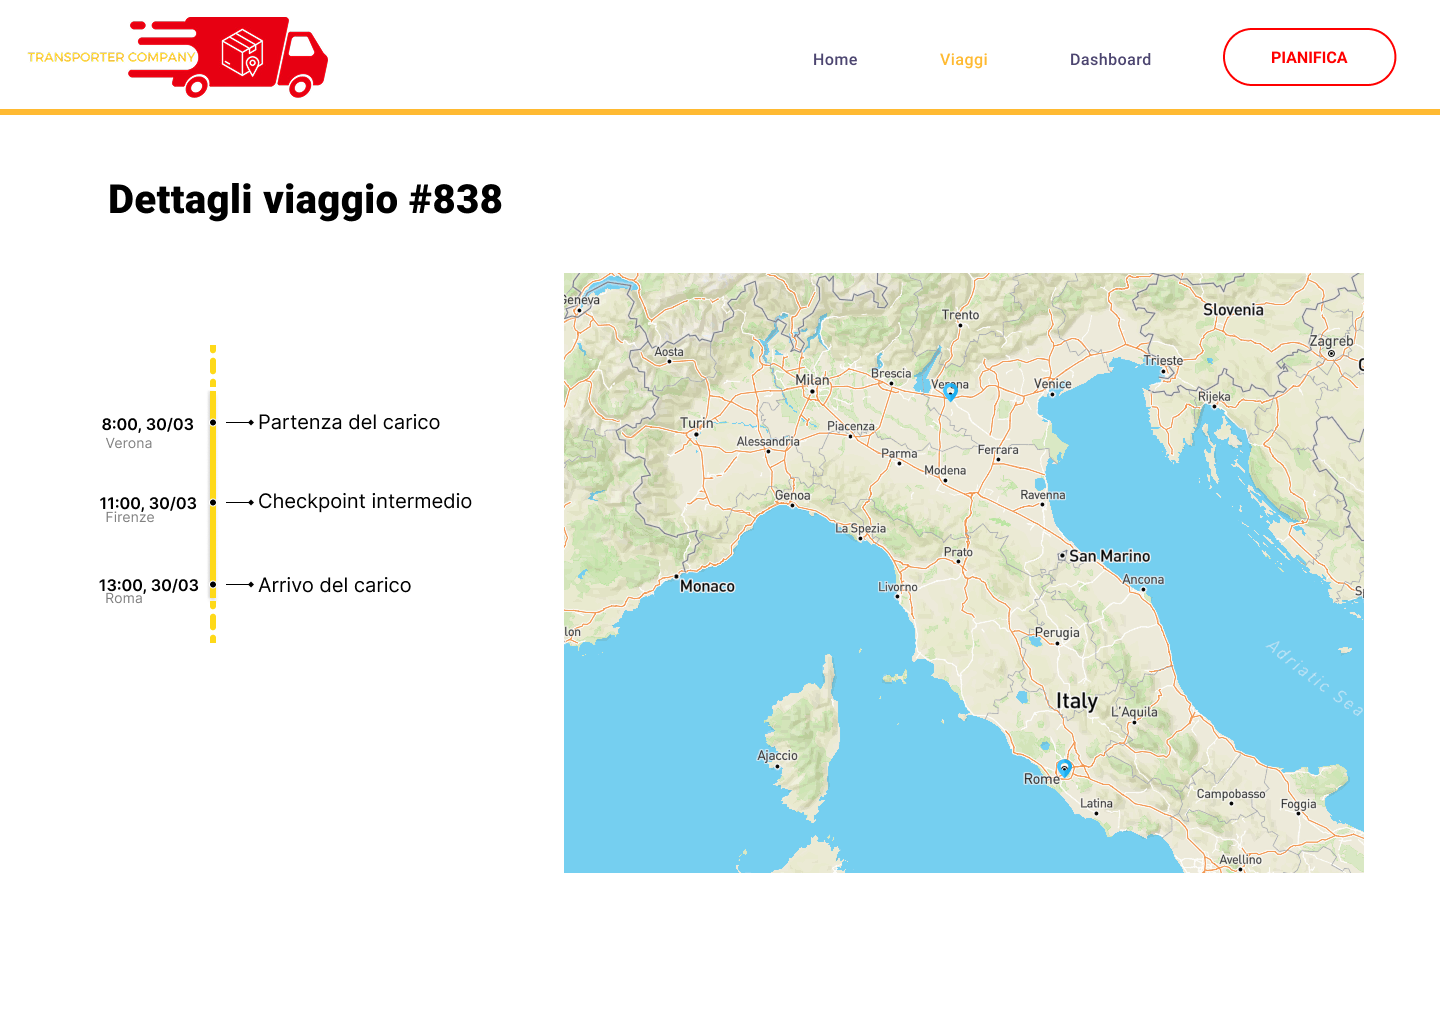 TRANSPORTER COMPANY
Home
Viaggi
Dashboard
PIANIFICA
Dettagli viaggio #838
8:00, 30/03
Partenza del carico
Verona
11:00, 30/03
Checkpoint intermedio
Firenze
13:00, 30/03
Arrivo del carico
Roma
Geneva
Trento
Slovenia
Zagreb
Aosta
Trieste
Milan
Brescia
Verona
Venice
Rijeka
Turin
Alessandria
Piacenza
Parma
Ferrara
Modena
Genoa
Ravenna
La Spezia
Prato
San Marino
Monaco
Livorno
Ancona
lon
Perugia
Adriatic Sea
Italy
L'Aquila
Ajaccio
Rome
Latina
Campobasso
Foggia
Avellino